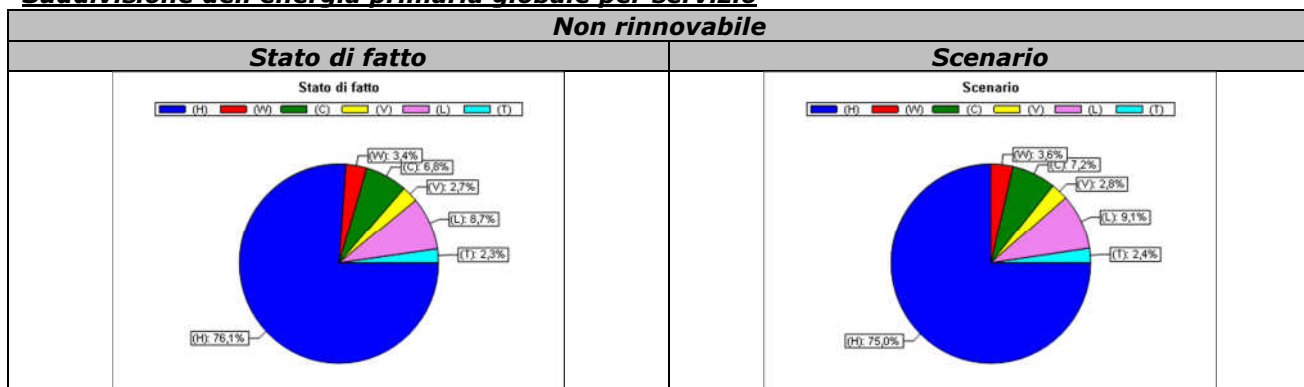 Suddivisione dell'energia primaria globale per servizio
Non rinnovabile
Stato di fatto
Scenario
Stato di fatto
(H) (W) (C) (V) (L) (T)
(W): 3,4%
(C): 6,8%
(V): 2,7%
(L): 8,7%
(T): 2,3%
(H): 76,1%
Scenario
(H) (W) (C) (V) (L) (T)
(W): 3,6%
(C): 7,2%
(V): 2,8%
(L): 9,1%
(T): 2,4%
(H): 75,0%